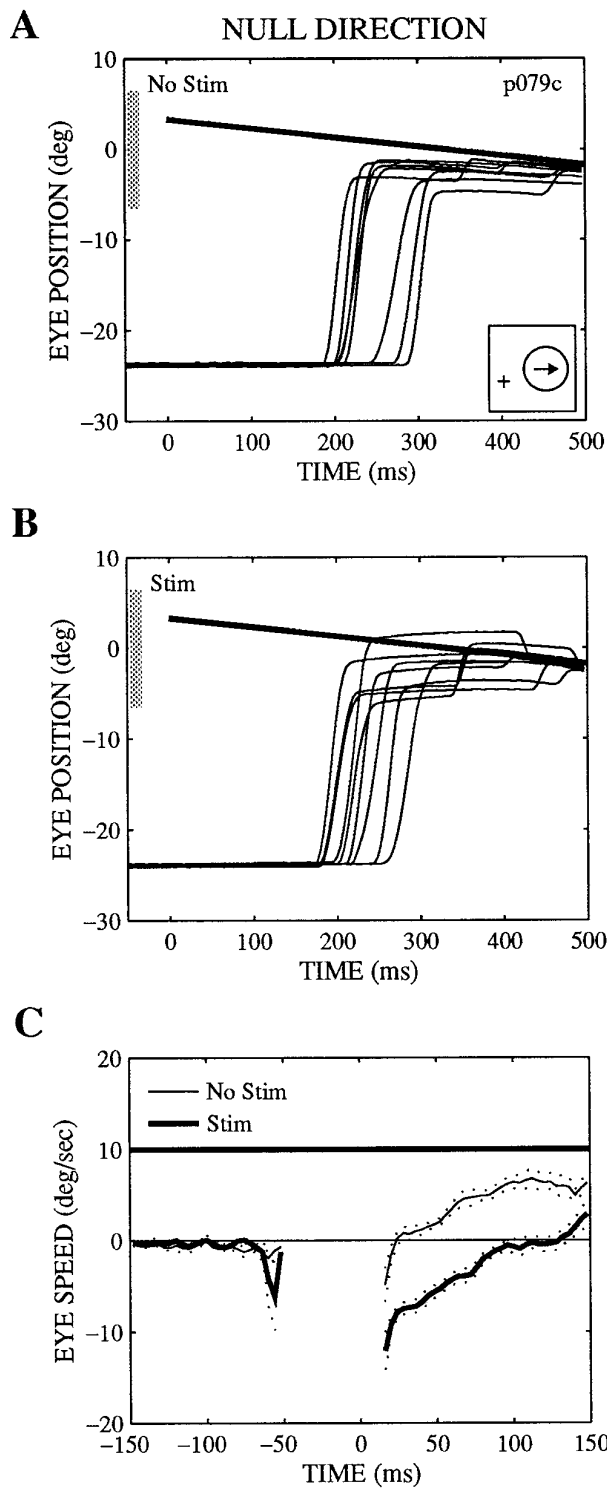 A
NULL DIRECTION
No Stim
p079c
EYE POSITION (deg)
10
0
−10
−20
−30
+
0
100
200
300
400
500
TIME (ms)
B
Stim
EYE POSITION (deg)
10
0
−10
−20
−30
0
100
200
300
400
500
TIME (ms)
C
No Stim
Stim
EYE SPEED (deg/sec)
20
10
0
−10
−20
−150
−100
−50
0
50
100
150
TIME (ms)